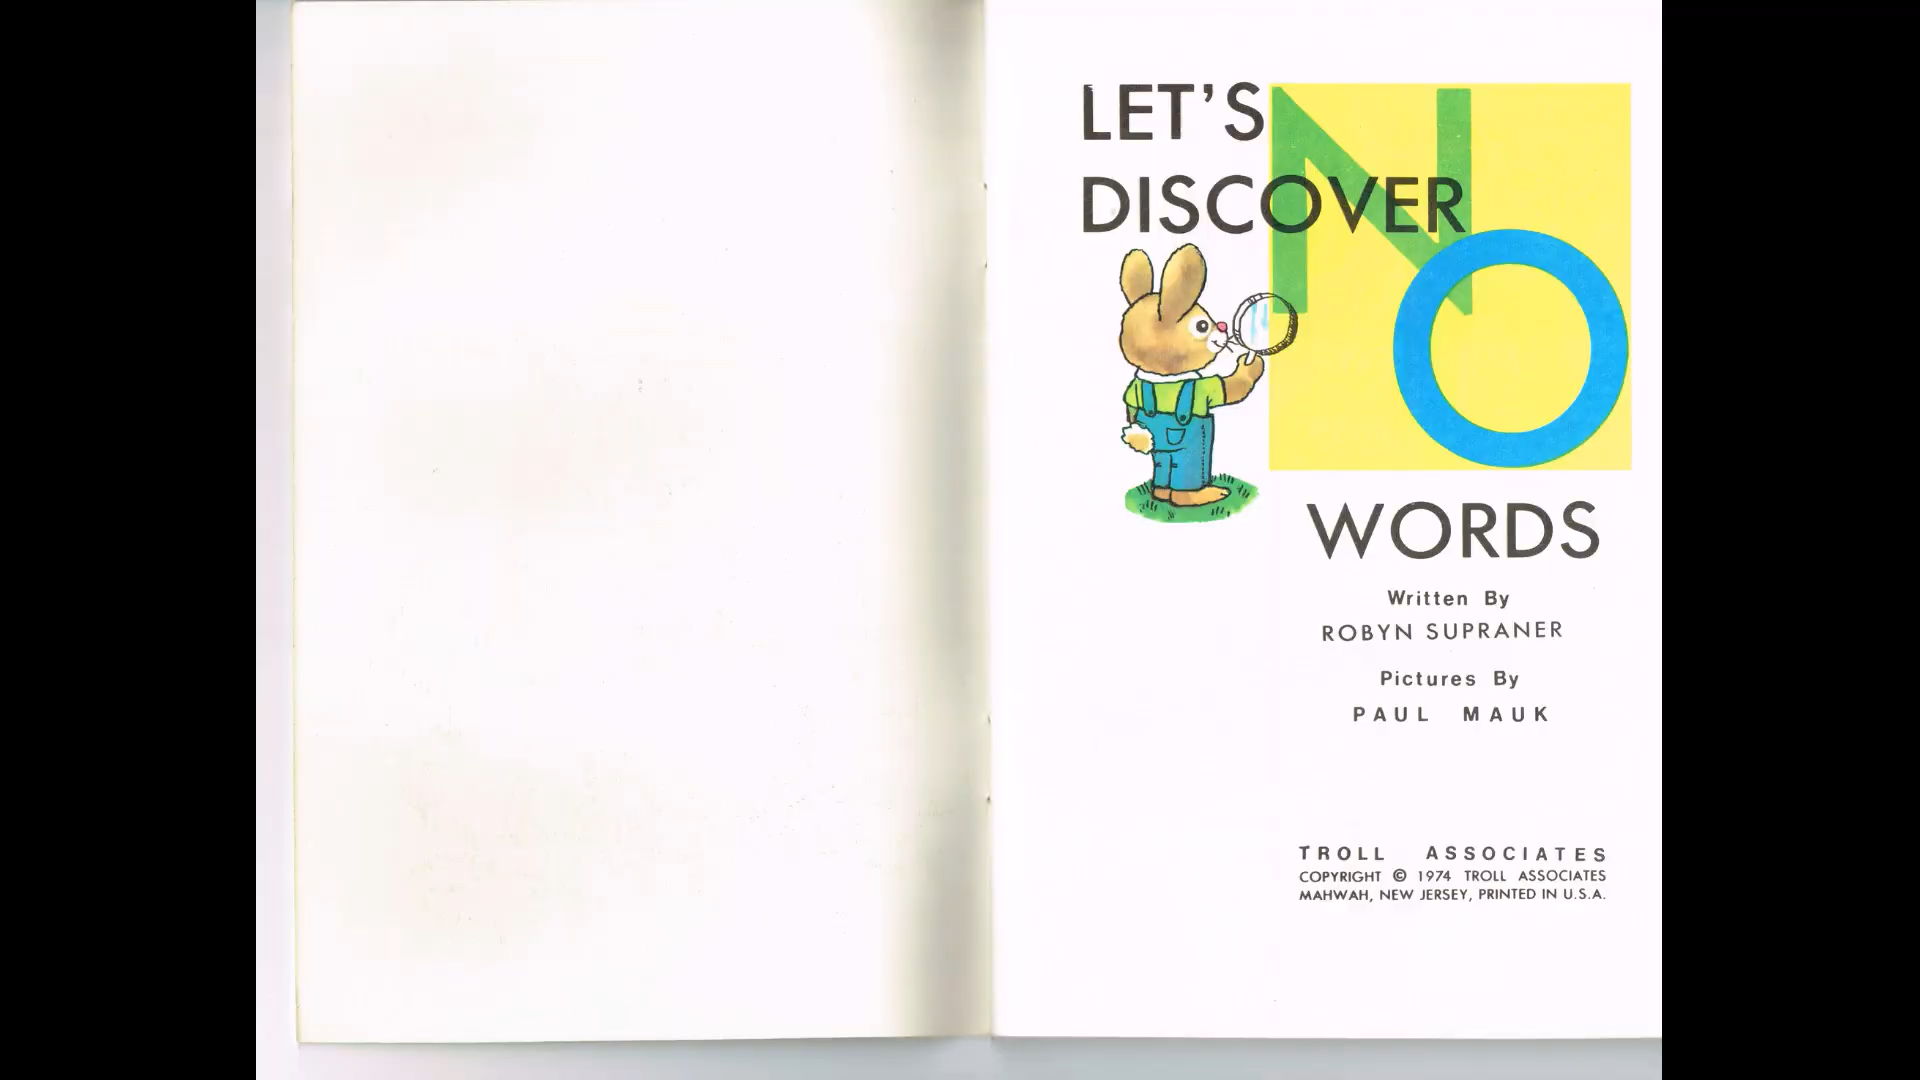 LET'S
DISCOVER
NO
WORDS
Written By
ROBYN SUPRANER
Pictures By
PAUL MAUK
TROLL ASSOCIATES
COPYRIGHT © 1974 TROLL ASSOCIATES
MAHWAH, NEW JERSEY, PRINTED IN U.S.A.